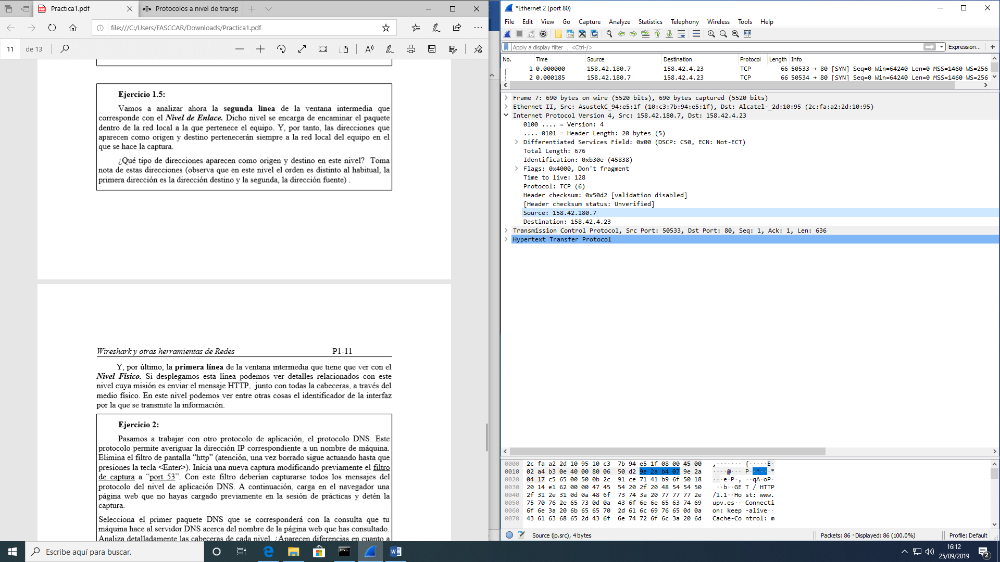 Practica1.pdf
Protocolos a nivel de transp
file:///C:/Users/FASCCAR/Downloads/Practica1.pdf
11 de 13
Ejercicio 1.5:
Vamos a analizar ahora la segunda línea de la ventana intermedia que
corresponde con el Nivel de Enlace. Dicho nivel se encarga de encaminar el paquete
dentro de la red local a la que pertenece el equipo. Y, por tanto, las direcciones que
aparecen como origen y destino pertenecerán siempre a la red local del equipo en el
que se hace la captura.
¿Qué tipo de direcciones aparecen como origen y destino en este nivel? Toma
nota de estas direcciones (observa que en este nivel el orden es distinto al habitual, la
primera dirección es la dirección destino y la segunda, la dirección fuente) .
Wireshark y otras herramientas de Redes P1-11
Y, por último, la primera línea de la ventana intermedia que tiene que ver con el
Nivel Físico. Si desplegamos esta línea podemos ver detalles relacionados con este
nivel cuya misión es enviar el mensaje HTTP, junto con todas la cabeceras, a través del
medio físico. En este nivel podemos ver entre otras cosas el identificador de la interfaz
por la que se transmite la información.
Ejercicio 2:
Pasamos a trabajar con otro protocolo de aplicación, el protocolo DNS. Este
protocolo permite averiguar la dirección IP correspondiente a un nombre de máquina.
Elimina el filtro de pantalla “http” (atención, una vez borrado sigue actuando hasta que
presiones la tecla <Enter>). Inicia una nueva captura modificando previamente el filtro
de captura a “port 53”. Con este filtro deberían capturarse todos los mensajes del
protocolo del nivel de aplicación DNS. A continuación, carga en el navegador una
página web que no hayas cargado previamente en la sesión de prácticas y detén la
captura.
Selecciona el primer paquete DNS que se corresponderá con la consulta que tu
máquina hace al servidor DNS acerca del nombre de la página web que has consultado.
Analiza detalladamente las cabeceras de cada nivel. ¿Aparecen diferencias en cuanto a
*Ethernet 2 (port 80)
File Edit View Go Capture Analyze Statistics Telephony Wireless Tools Help
Apply a display filter ... <Ctrl-/> Expression... +
No. Time Source Destination Protocol Length Info
1 0.000000 158.42.180.7 158.42.4.23 TCP 66 50533 → 80 [SYN] Seq=0 Win=64240 Len=0 MSS=1460 WS=256
2 0.000185 158.42.180.7 158.42.4.23 TCP 66 50534 → 80 [SYN] Seq=0 Win=64240 Len=0 MSS=1460 WS=256
Frame 7: 690 bytes on wire (5520 bits), 690 bytes captured (5520 bits)
Ethernet II, Src: AsustekC_94:e5:1f (10:c3:7b:94:e5:1f), Dst: Alcatel-_2d:10:95 (2c:fa:a2:2d:10:95)
Internet Protocol Version 4, Src: 158.42.180.7, Dst: 158.42.4.23
0100 .... = Version: 4
.... 0101 = Header Length: 20 bytes (5)
Differentiated Services Field: 0x00 (DSCP: CS0, ECN: Not-ECT)
Total Length: 676
Identification: 0xb30e (45838)
Flags: 0x4000, Don't fragment
Time to live: 128
Protocol: TCP (6)
Header checksum: 0x50d2 [validation disabled]
[Header checksum status: Unverified]
Source: 158.42.180.7
Destination: 158.42.4.23
Transmission Control Protocol, Src Port: 50533, Dst Port: 80, Seq: 1, Ack: 1, Len: 636
Hypertext Transfer Protocol
0000 2c fa a2 2d 10 95 10 c3 7b 94 e5 1f 08 00 45 00 ,··-···· {·····E·
0010 02 a4 b3 0e 40 00 80 06 50 d2 9e 2a b4 07 9e 2a ····@··· P··*···*
0020 04 17 c5 65 00 50 0b 2c 91 ce 71 41 b9 6f 50 18 ···e·P·, ··qA·oP·
0030 20 14 e1 62 00 00 47 45 54 20 2f 20 48 54 54 50 ··b··GE T / HTTP
0040 2f 31 2e 31 0d 0a 48 6f 73 74 3a 20 77 77 77 2e /1.1··Ho st: www.
0050 75 70 76 2e 65 73 0d 0a 43 6f 6e 6e 65 63 74 69 upv.es·· Connecti
0060 6f 6e 3a 20 6b 65 65 70 2d 61 6c 69 76 65 0d 0a on: keep -alive··
0070 43 61 63 68 65 2d 43 6f 6e 74 72 6f 6c 3a 20 6d Cache-Co ntrol: m
Source (ip.src), 4 bytes Packets: 86 · Displayed: 86 (100.0%) Profile: Default
Escribe aquí para buscar.
16:12
25/09/2019
2